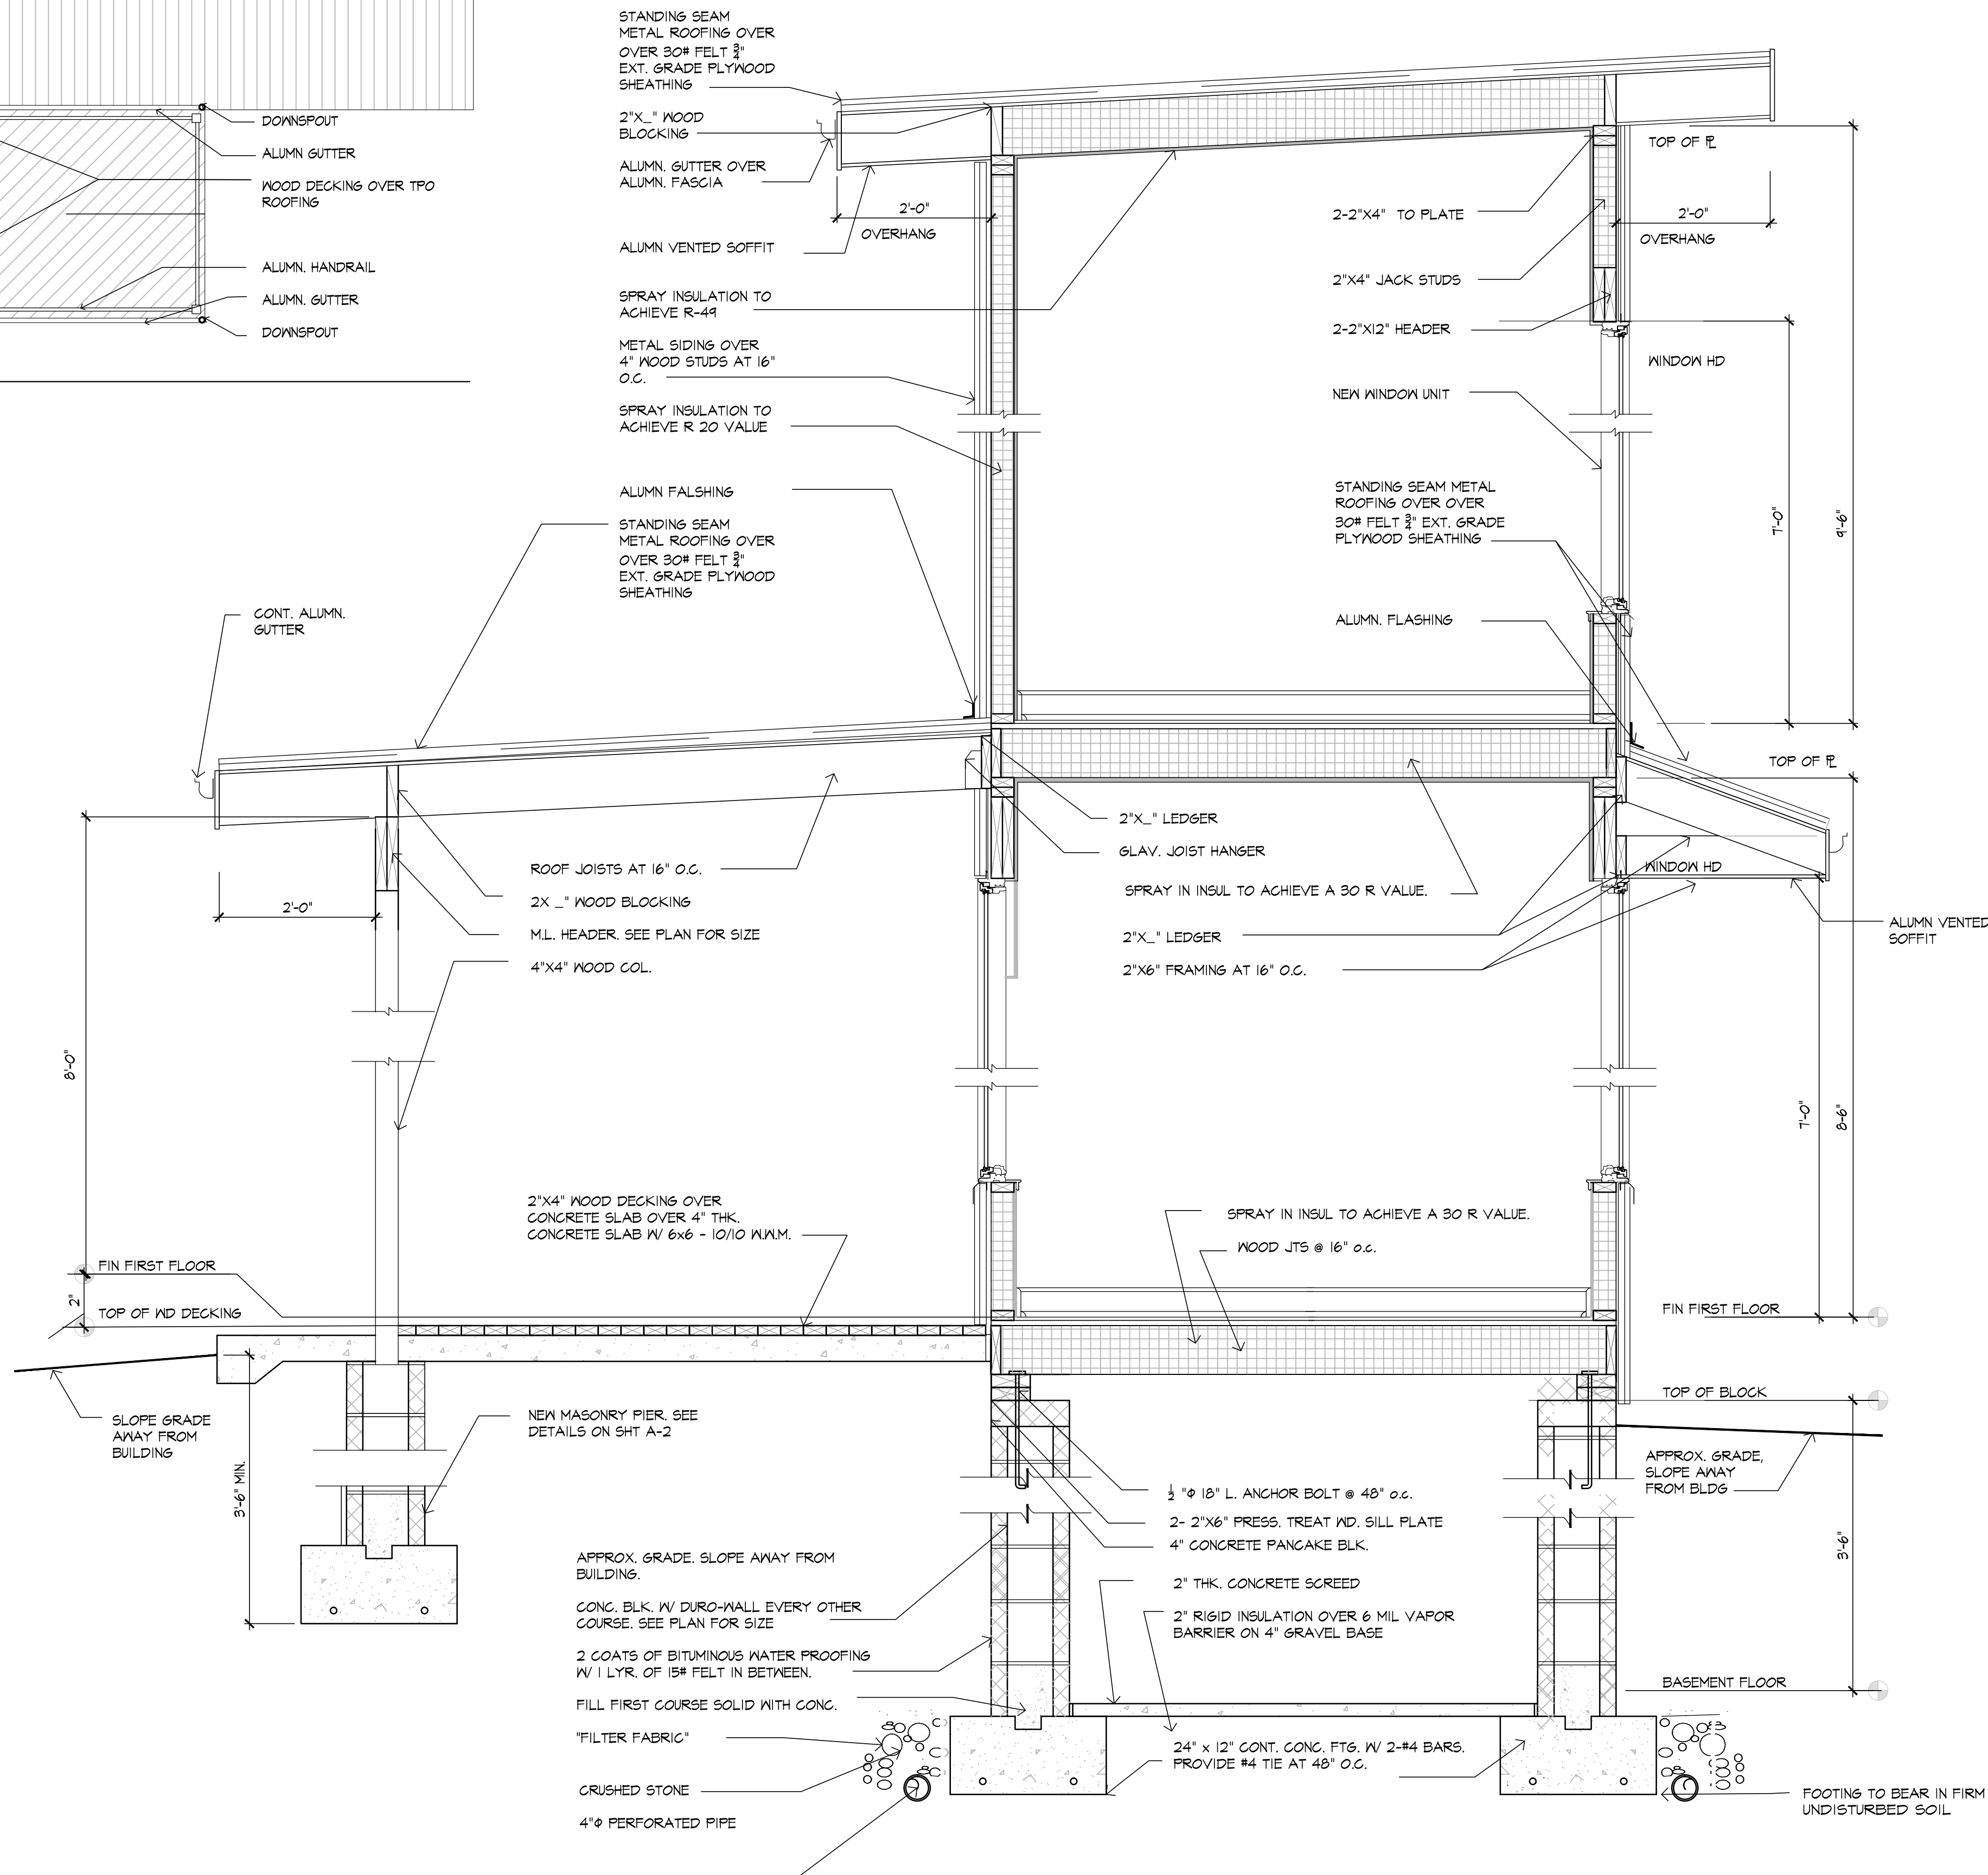 DOWNSPOUT
ALUMN GUTTER
WOOD DECKING OVER TPO
ROOFING
ALUMN. HANDRAIL
ALUMN. GUTTER
DOWNSPOUT
STANDING SEAM
METAL ROOFING OVER
OVER 30# FELT 3/4"
EXT. GRADE PLYWOOD
SHEATHING
2"X_" WOOD
BLOCKING
ALUMN. GUTTER OVER
ALUMN. FASCIA
2'-0"
OVERHANG
ALUMN VENTED SOFFIT
SPRAY INSULATION TO
ACHIEVE R-49
METAL SIDING OVER
4" WOOD STUDS AT 16"
O.C.
SPRAY INSULATION TO
ACHIEVE R 20 VALUE
ALUMN FALSHING
STANDING SEAM
METAL ROOFING OVER
OVER 30# FELT 3/4"
EXT. GRADE PLYWOOD
SHEATHING
TOP OF PL
2-2"X4" TO PLATE
2'-0"
OVERHANG
2"X4" JACK STUDS
2-2"X12" HEADER
WINDOW HD
NEW WINDOW UNIT
STANDING SEAM METAL
ROOFING OVER OVER
30# FELT 3/4" EXT. GRADE
PLYWOOD SHEATHING
7'-0"
9'-6"
ALUMN. FLASHING
CONT. ALUMN.
GUTTER
TOP OF PL
2"X_" LEDGER
GLAV. JOIST HANGER
SPRAY IN INSUL TO ACHIEVE A 30 R VALUE.
WINDOW HD
2"X_" LEDGER
2"X6" FRAMING AT 16" O.C.
ALUMN VENTED
SOFFIT
ROOF JOISTS AT 16" O.C.
2X _" WOOD BLOCKING
M.L. HEADER. SEE PLAN FOR SIZE
4"X4" WOOD COL.
2'-0"
8'-0"
7'-0"
8-6"
2"X4" WOOD DECKING OVER
CONCRETE SLAB OVER 4" THK.
CONCRETE SLAB W/ 6x6 - 10/10 W.W.M.
SPRAY IN INSUL TO ACHIEVE A 30 R VALUE.
WOOD JTS @ 16" o.c.
FIN FIRST FLOOR
2"
TOP OF WD DECKING
FIN FIRST FLOOR
TOP OF BLOCK
SLOPE GRADE
AWAY FROM
BUILDING
3'-6" MIN.
NEW MASONRY PIER. SEE
DETAILS ON SHT A-2
APPROX. GRADE,
SLOPE AWAY
FROM BLDG
3'-6"
1/2 "Φ 18" L. ANCHOR BOLT @ 48" o.c.
2- 2"X6" PRESS. TREAT WD. SILL PLATE
4" CONCRETE PANCAKE BLK.
2" THK. CONCRETE SCREED
2" RIGID INSULATION OVER 6 MIL VAPOR
BARRIER ON 4" GRAVEL BASE
APPROX. GRADE. SLOPE AWAY FROM
BUILDING.
CONC. BLK. W/ DURO-WALL EVERY OTHER
COURSE. SEE PLAN FOR SIZE
2 COATS OF BITUMINOUS WATER PROOFING
W/ 1 LYR. OF 15# FELT IN BETWEEN.
FILL FIRST COURSE SOLID WITH CONC.
"FILTER FABRIC"
CRUSHED STONE
4"Φ PERFORATED PIPE
BASEMENT FLOOR
24" x 12" CONT. CONC. FTG. W/ 2-#4 BARS.
PROVIDE #4 TIE AT 48" O.C.
FOOTING TO BEAR IN FIRM
UNDISTURBED SOIL